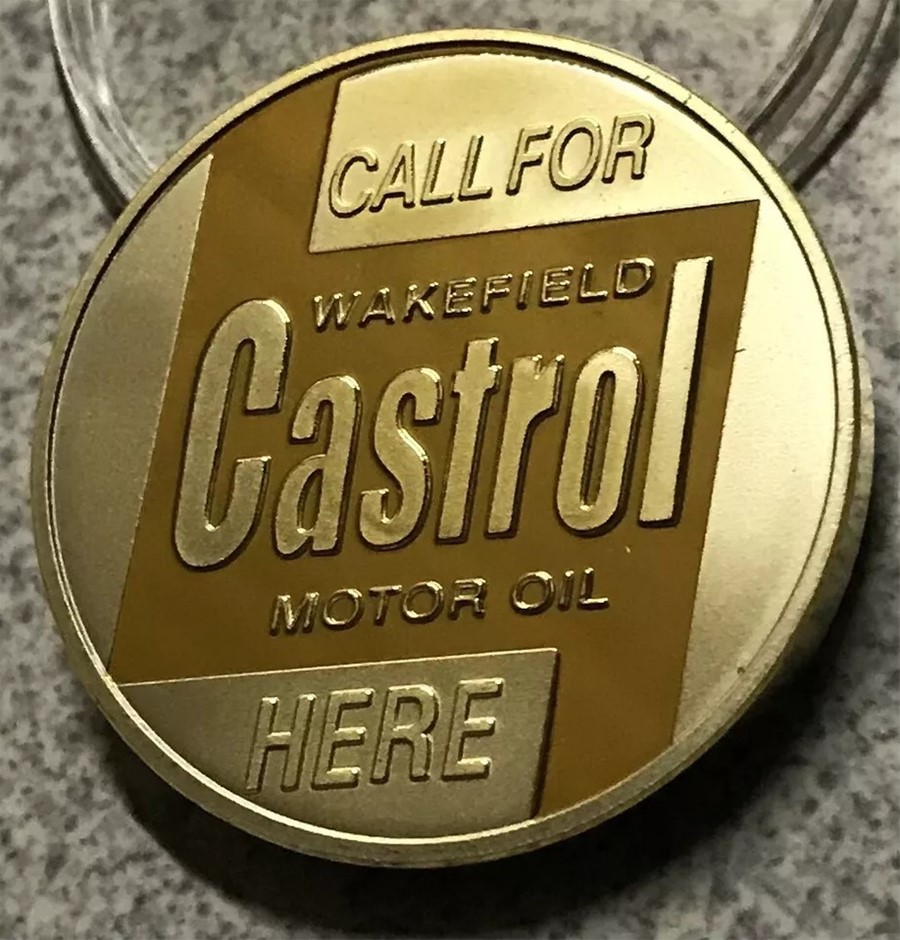 CALL FOR
WAKEFIELD
Castrol
MOTOR OIL
HERE